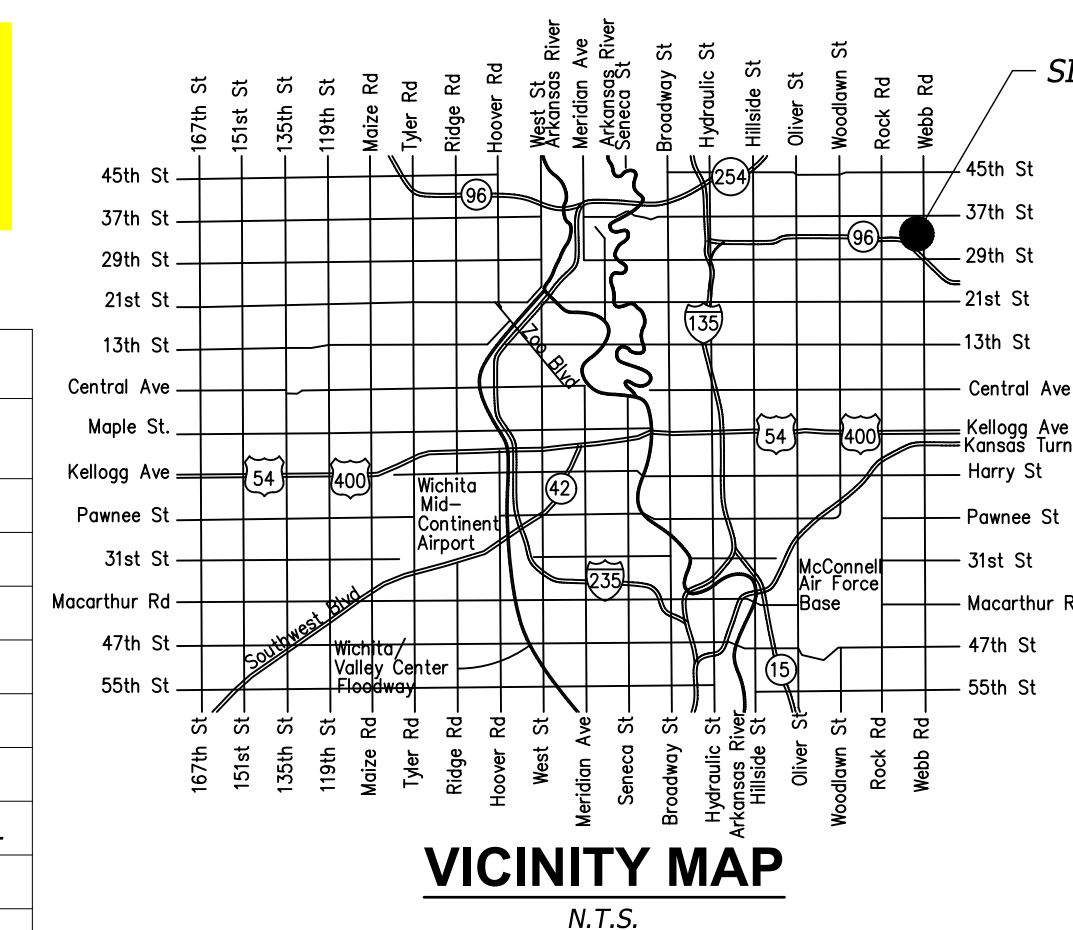 167th St
151st St
135th St
119th St
Maize Rd
Tyler Rd
Ridge Rd
Hoover Rd
West St
Arkansas River
Meridian Ave
Arkansas River
Seneca St
Broadway St
Hydraulic St
Hillside St
Oliver St
Woodlawn St
Rock Rd
Webb Rd
45th St
37th St
29th St
21st St
13th St
Central Ave
Maple St.
Kellogg Ave
Pawnee St
31st St
Macarthur Rd
47th St
55th St
96
254
96
135
Zoo Blvd
54
400
54
400
42
235
15
Wichita
Mid-
Continent
Airport
McConnell
Air Force
Base
Southwest Blvd
Wichita/
Valley Center
Floodway
45th St
37th St
29th St
21st St
13th St
Central Ave
Kellogg Ave
Kansas Turn
Harry St
Pawnee St
31st St
Macarthur R
47th St
55th St
167th St
151st St
135th St
119th St
Maize Rd
Tyler Rd
Ridge Rd
Hoover Rd
West St
Meridian Ave
Seneca St
Broadway St
Hydraulic St
Arkansas River
Hillside St
Oliver St
Woodlawn St
Rock Rd
Webb Rd
VICINITY MAP
N.T.S.